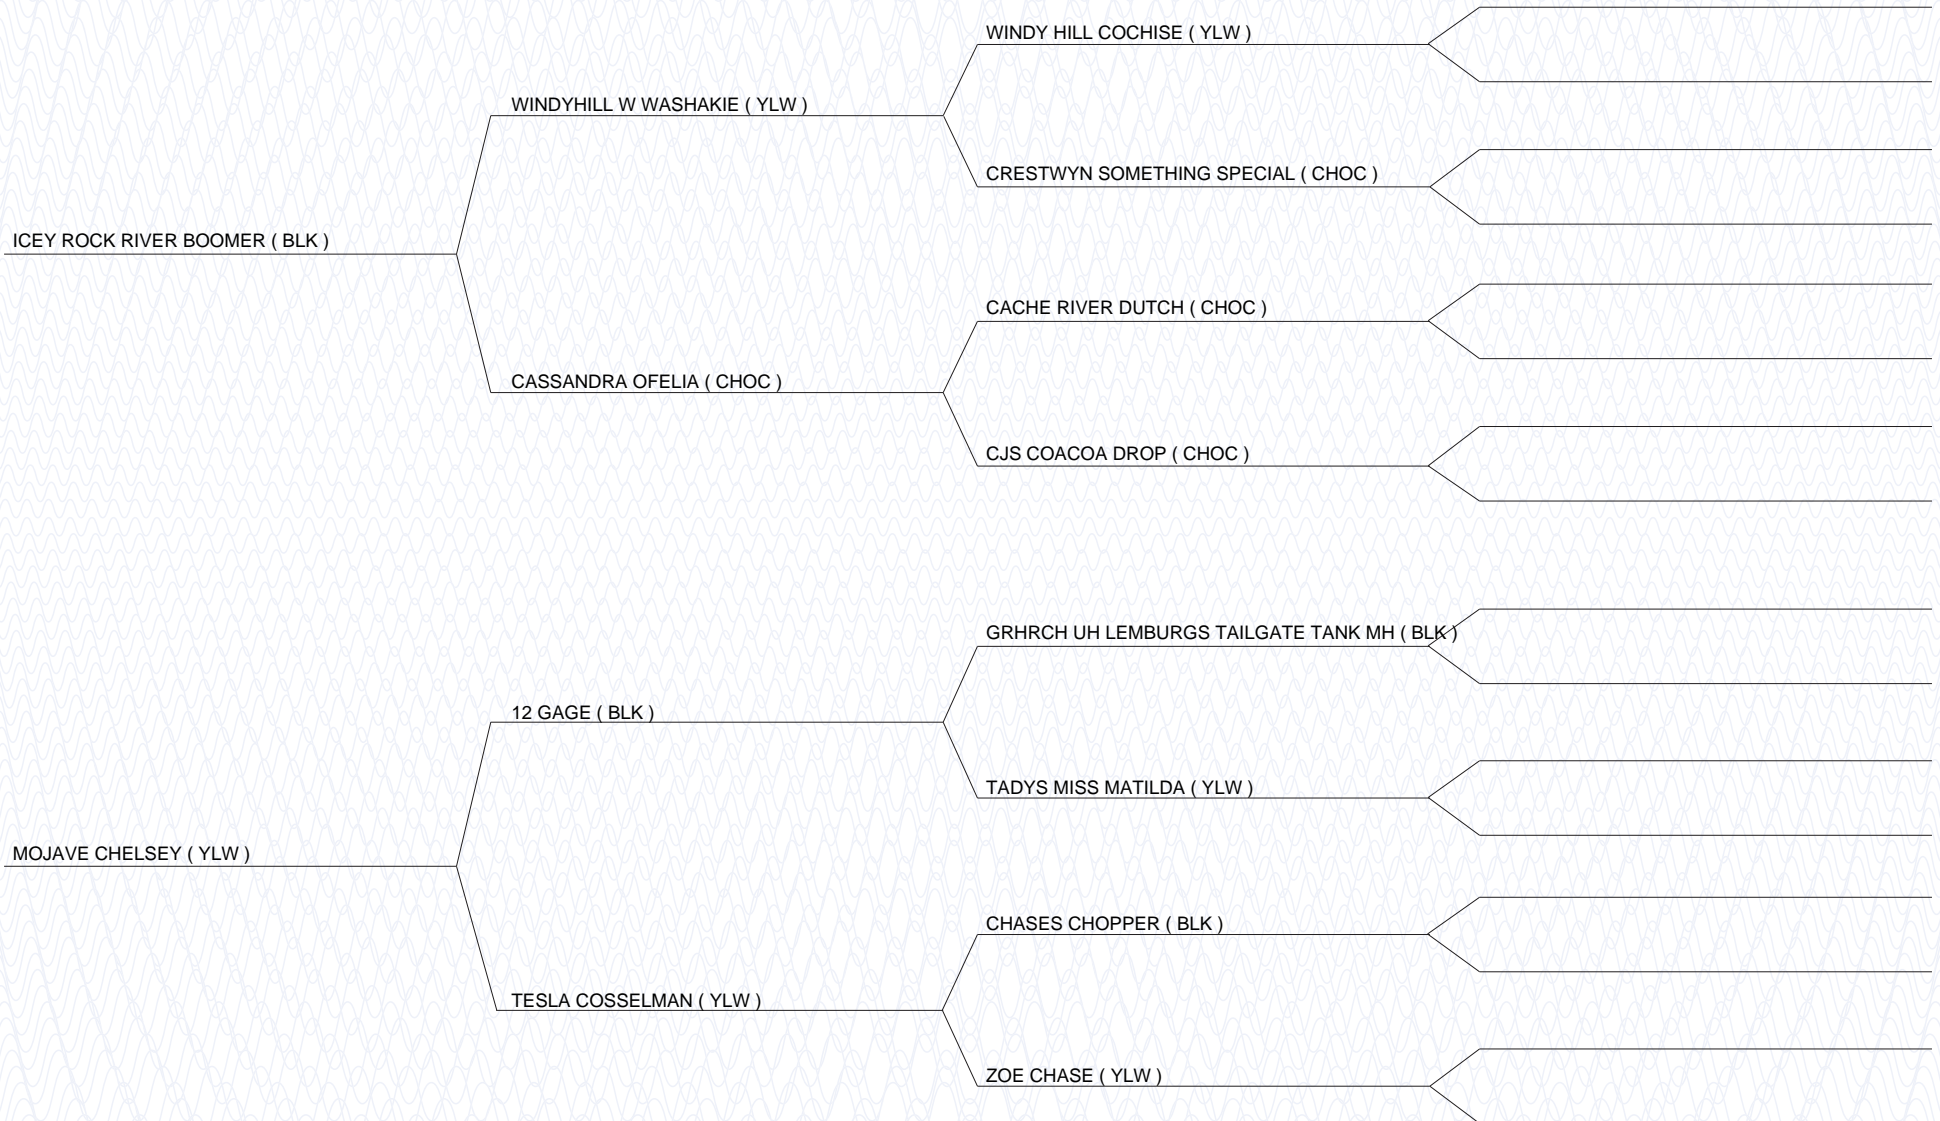 WINDY HILL COCHISE ( YLW )
WINDYHILL W WASHAKIE ( YLW )
CRESTWYN SOMETHING SPECIAL ( CHOC )
ICEY ROCK RIVER BOOMER ( BLK )
CACHE RIVER DUTCH ( CHOC )
CASSANDRA OFELIA ( CHOC )
CJS COACOA DROP ( CHOC )
GRHRCH UH LEMBURGS TAILGATE TANK MH ( BLK )
12 GAGE ( BLK )
TADYS MISS MATILDA ( YLW )
MOJAVE CHELSEY ( YLW )
CHASES CHOPPER ( BLK )
TESLA COSSELMAN ( YLW )
ZOE CHASE ( YLW )